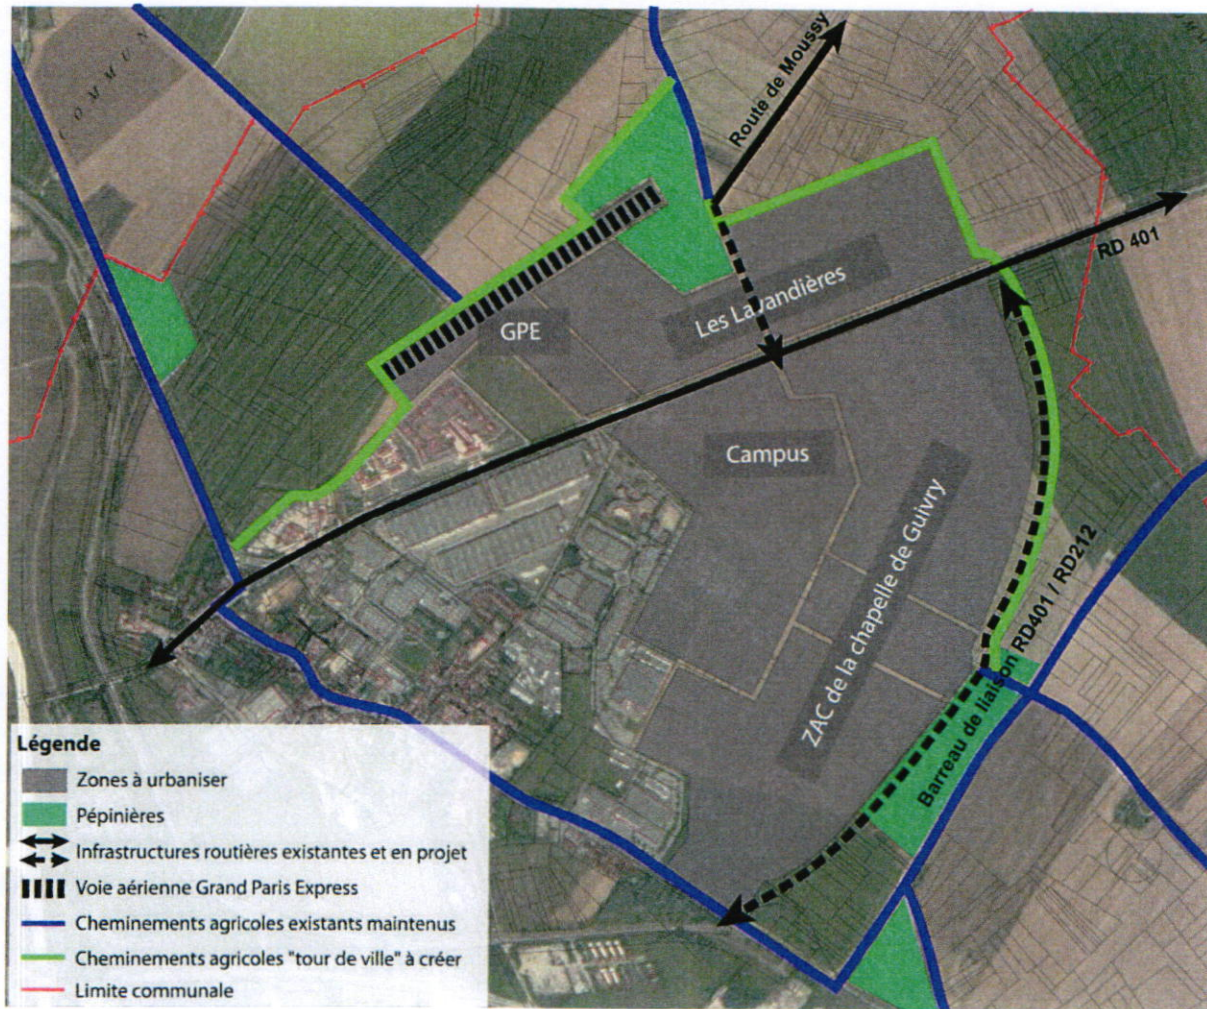 COMMUN
Route de Moussy
RD 401
Les Lavandières
GPE
Campus
ZAC de la chapelle de Guivry
Barreau de liaison RD401 / RD212
Légende
Zones à urbaniser
Pépinières
Infrastructures routières existantes et en projet
Voie aérienne Grand Paris Express
Cheminements agricoles existants maintenus
Cheminements agricoles "tour de ville" à créer
Limite communale